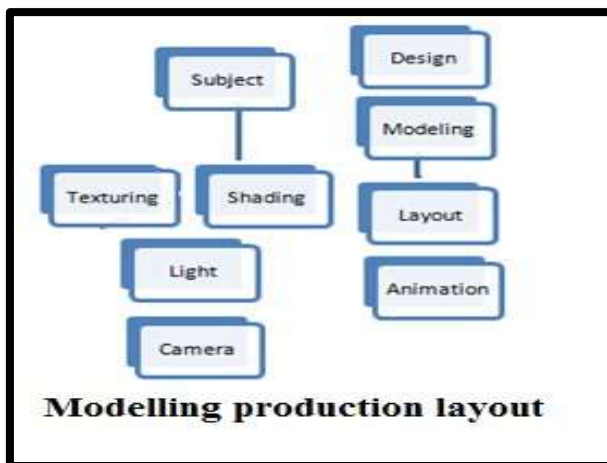 Subject
Texturing
Shading
Light
Camera
Design
Modeling
Layout
Animation
Modelling production layout